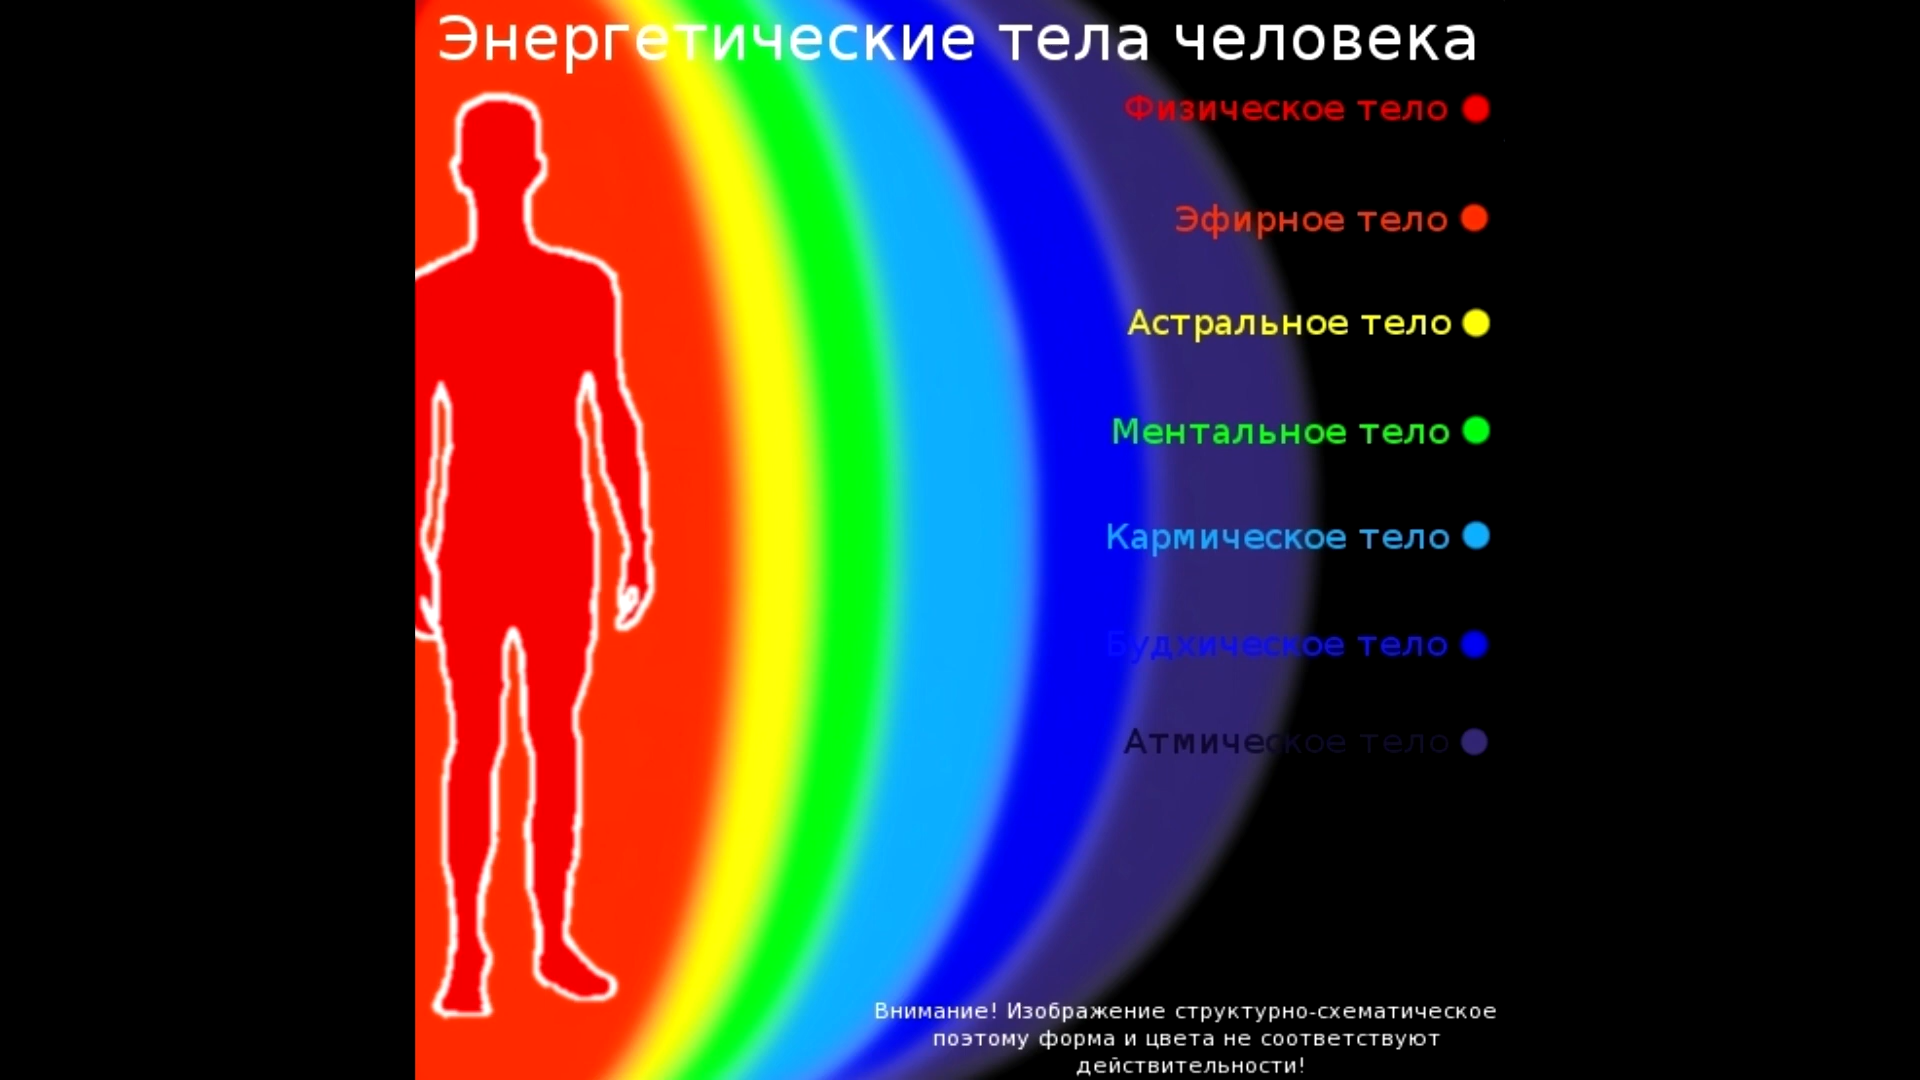 Энергетические тела человека
Физическое тело
Эфирное тело
Астральное тело
Ментальное тело
Кармическое тело
Будхическое тело
Атмическое тело
Внимание! Изображение структурно-схематическое
поэтому форма и цвета не соответствуют
действительности!